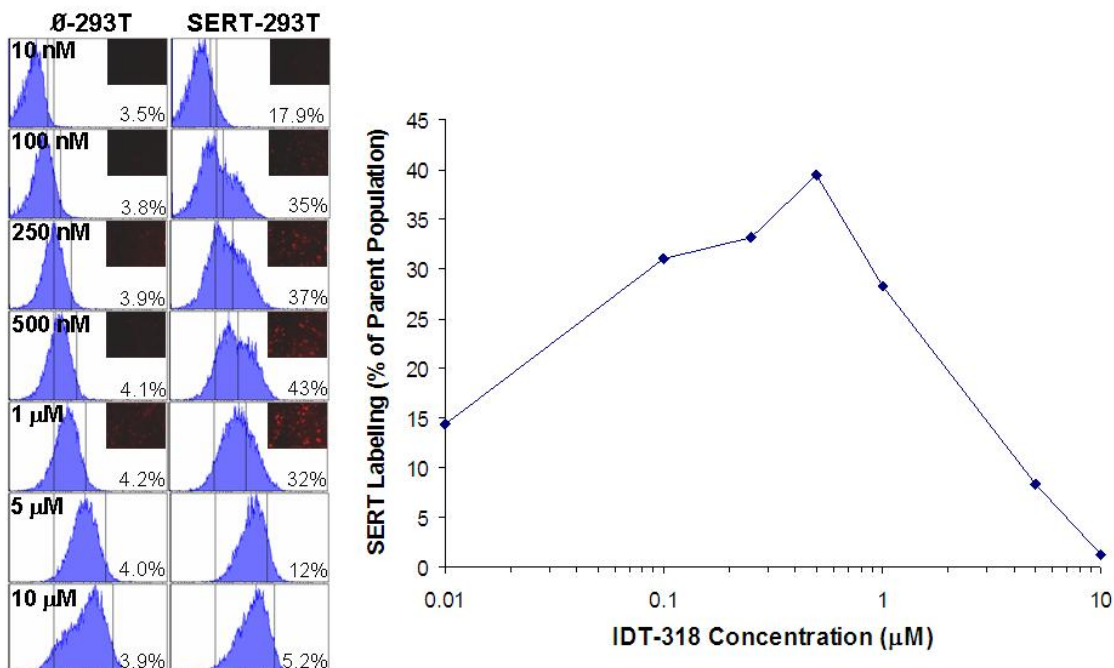 Ø-293T SERT-293T
10 nM
3.5% 17.9%
100 nM
3.8% 35%
250 nM
3.9% 37%
500 nM
4.1% 43%
1 µM
4.2% 32%
5 µM
4.0% 12%
10 µM
3.9% 5.2%
SERT Labeling (% of Parent Population)
45
40
35
30
25
20
15
10
5
0
0.01 0.1 1 10
IDT-318 Concentration (µM)